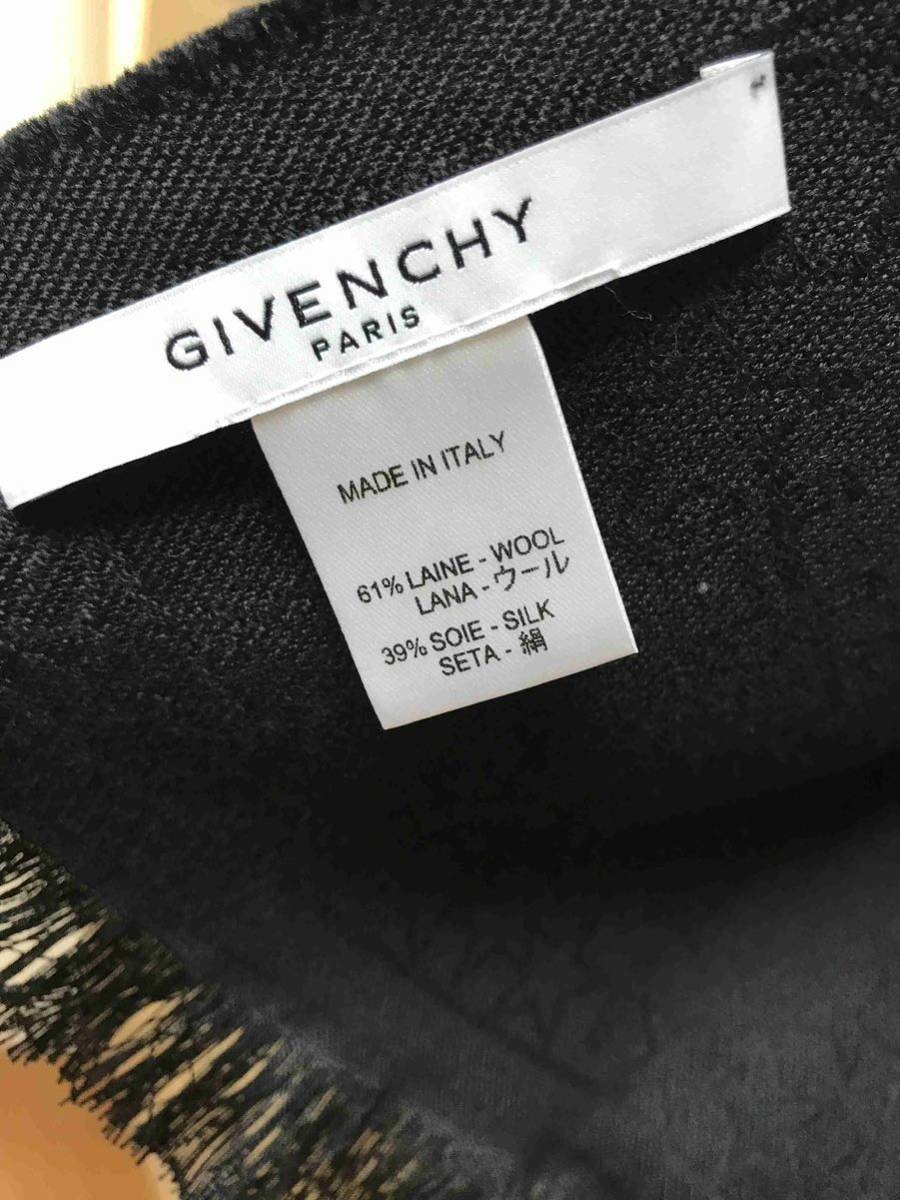 GIVENCHY
PARIS
MADE IN ITALY
61% LAINE - WOOL
LANA - ウール
39% SOIE - SILK
SETA - 絹